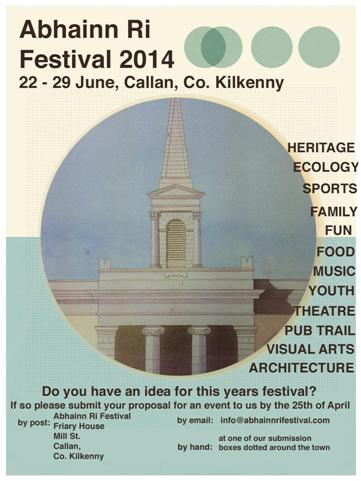 Abhainn Ri
Festival 2014
22 - 29 June, Callan, Co. Kilkenny
HERITAGE
ECOLOGY
SPORTS
FAMILY
FUN
FOOD
MUSIC
YOUTH
THEATRE
PUB TRAIL
VISUAL ARTS
ARCHITECTURE
Do you have an idea for this years festival?
If so please submit your proposal for an event to us by the 25th of April
by post: Abhainn Ri Festival
Friary House
Mill St.
Callan,
Co. Kilkenny
by email: info@abhainnrifestival.com
by hand: at one of our submission
boxes dotted around the town